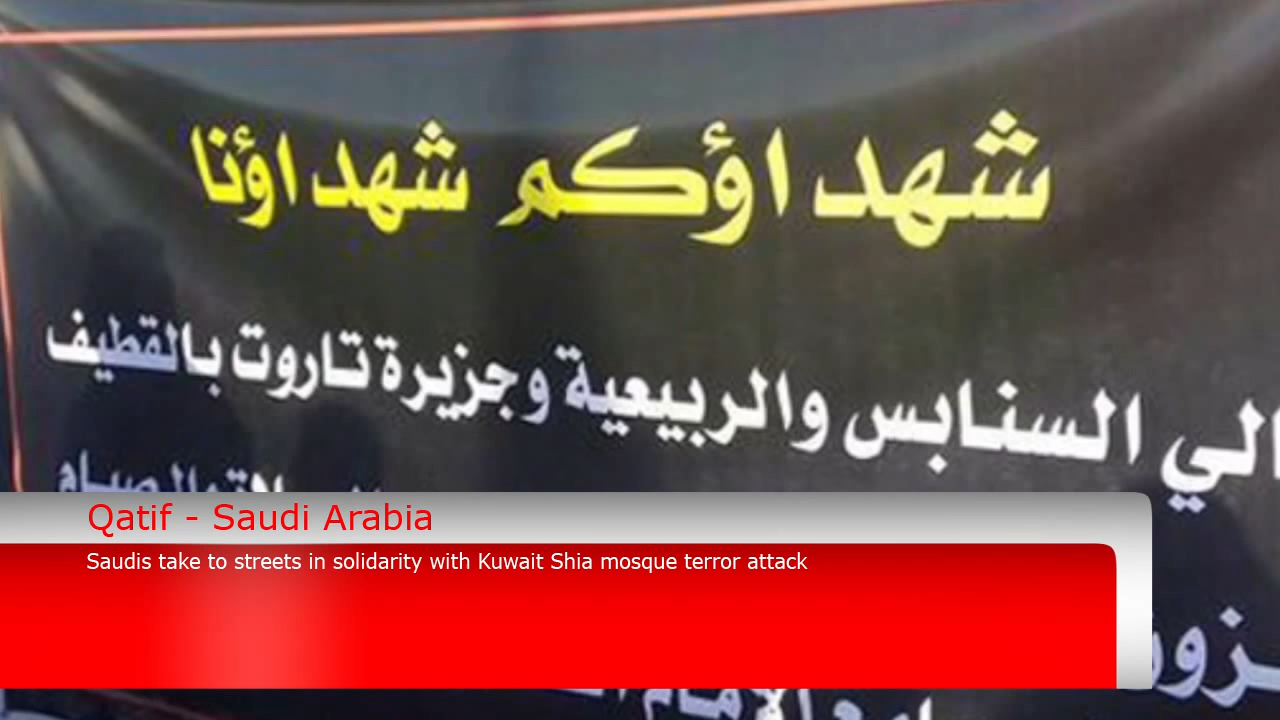 شهداؤكم شهداؤنا
الي السنابس والربيعية وجزيرة تاروت بالقطيف
Qatif - Saudi Arabia
Saudis take to streets in solidarity with Kuwait Shia mosque terror attack